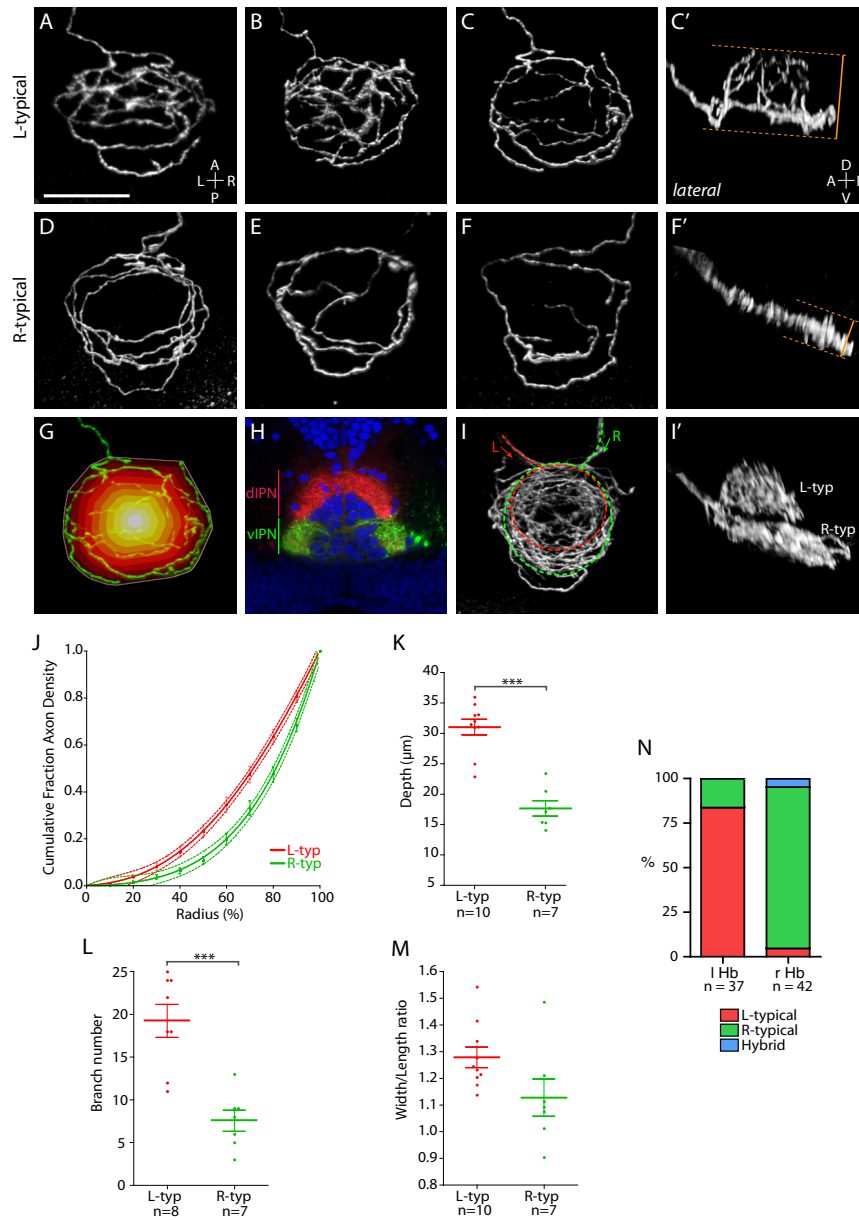 A
B
C
C′
L-typical
A
L R
P
lateral
D
A
V
D
E
F
F′
R-typical
G
H
I
I′
dIPN
vIPN
L
R
L-typ
R-typ
J
Cumulative Fraction Axon Density
1.0
0.8
0.6
0.4
0.2
0.0
0 20 40 60 80 100
Radius (%)
L-typ
R-typ
K
***
Depth (µm)
40
35
30
25
20
15
10
5
L-typ R-typ
n=10 n=7
N
100
75
50
25
0
%
l Hb r Hb
n = 37 n = 42
L-typical
R-typical
Hybrid
L
***
Branch number
25
20
15
10
5
0
L-typ R-typ
n=8 n=7
M
Width/Length ratio
1.6
1.5
1.4
1.3
1.2
1.1
1.0
0.9
0.8
L-typ R-typ
n=10 n=7